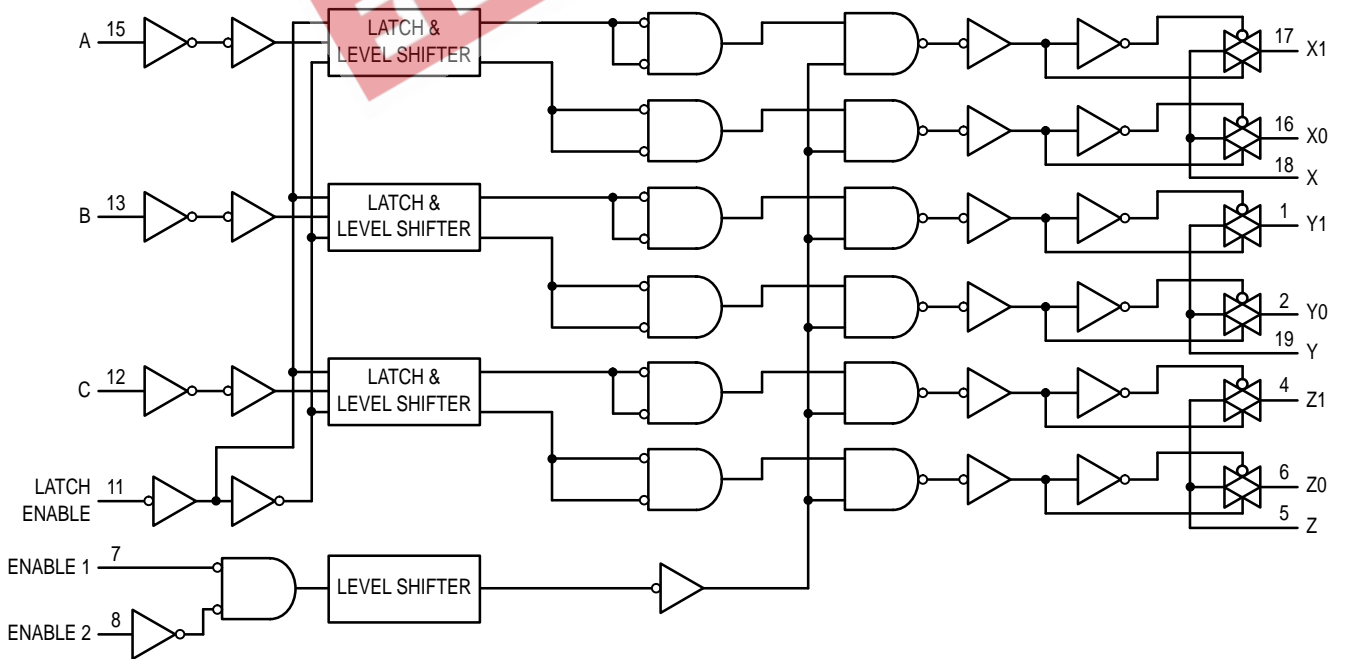 A 15
LATCH &
LEVEL SHIFTER
17 X1
16 X0
18 X
B 13
LATCH &
LEVEL SHIFTER
1 Y1
2 Y0
19 Y
C 12
LATCH &
LEVEL SHIFTER
4 Z1
6 Z0
5 Z
LATCH
ENABLE
11
ENABLE 1 7
LEVEL SHIFTER
ENABLE 2 8